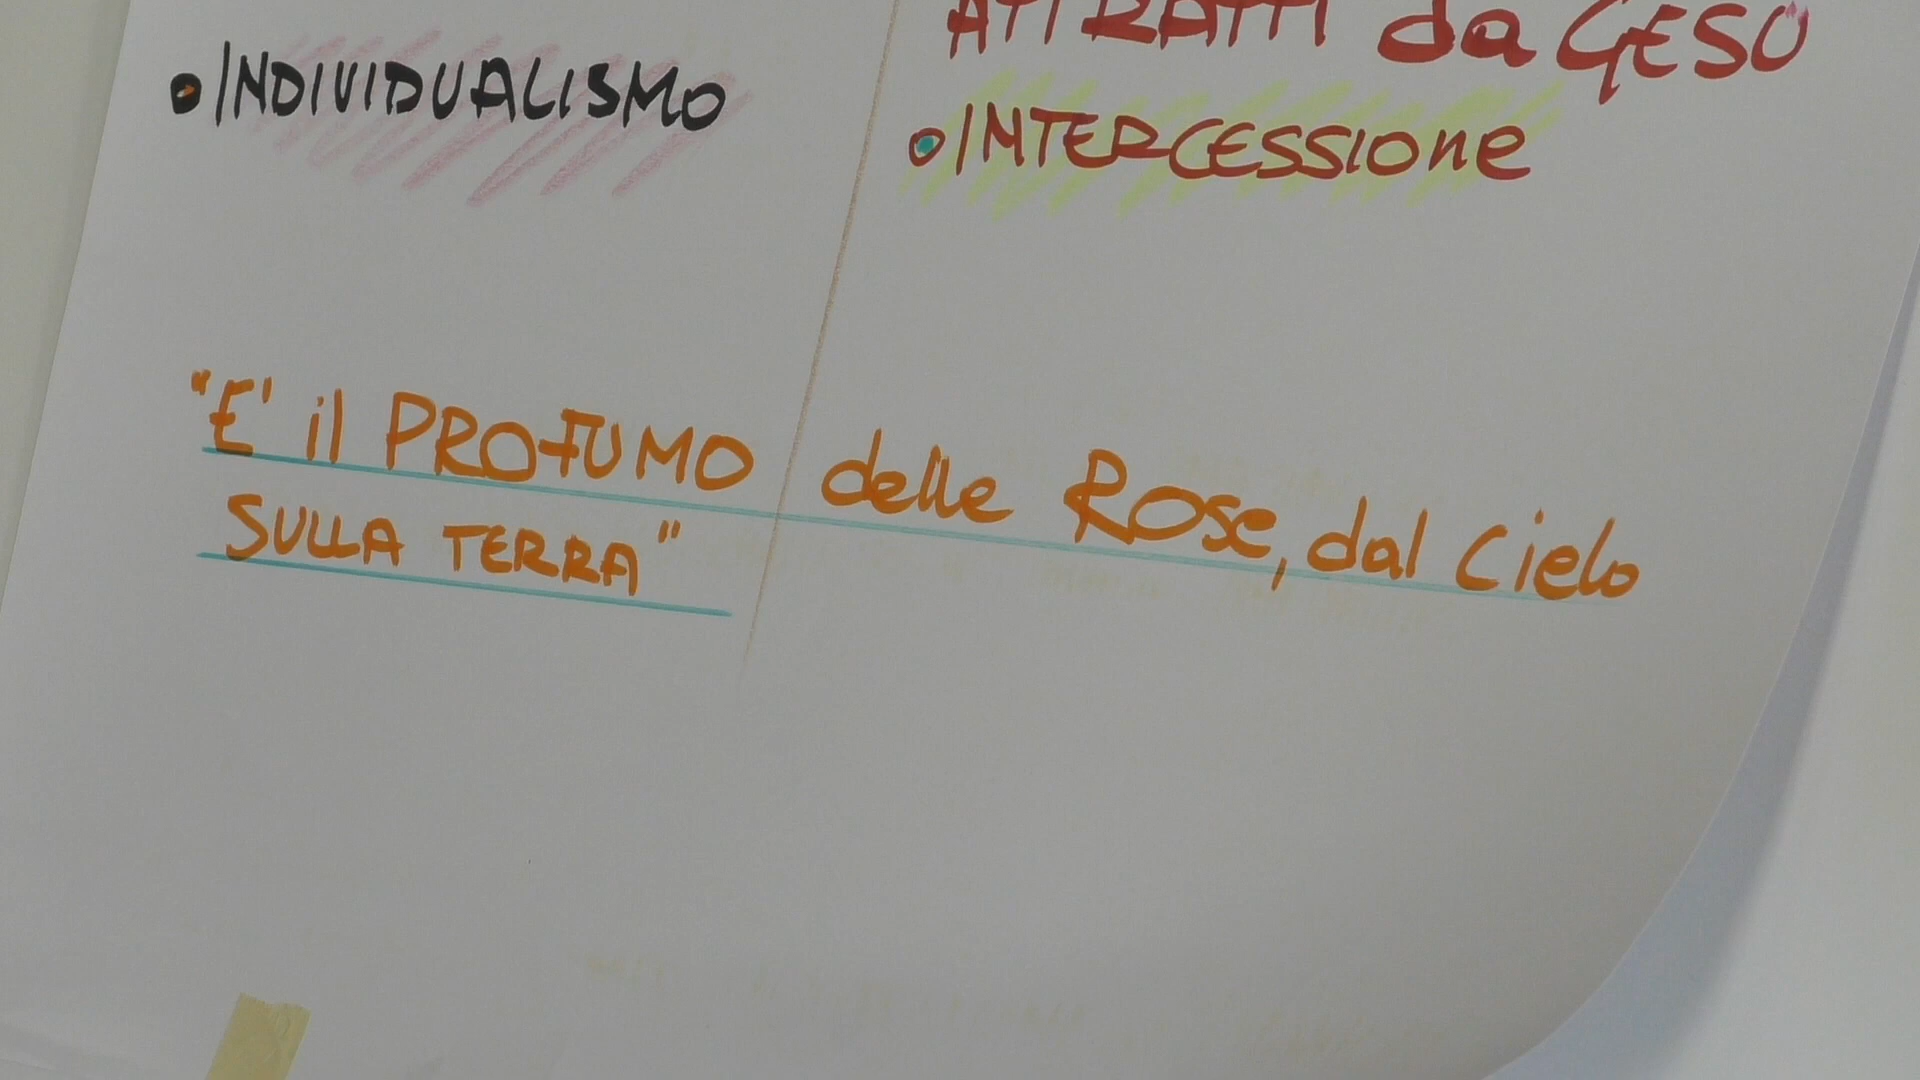 • INDIVIDUALISMO
ATTRATTI da GESÙ
• INTERCESSIONE
"E' il PROFUMO delle Rose, dal Cielo
SULLA TERRA"